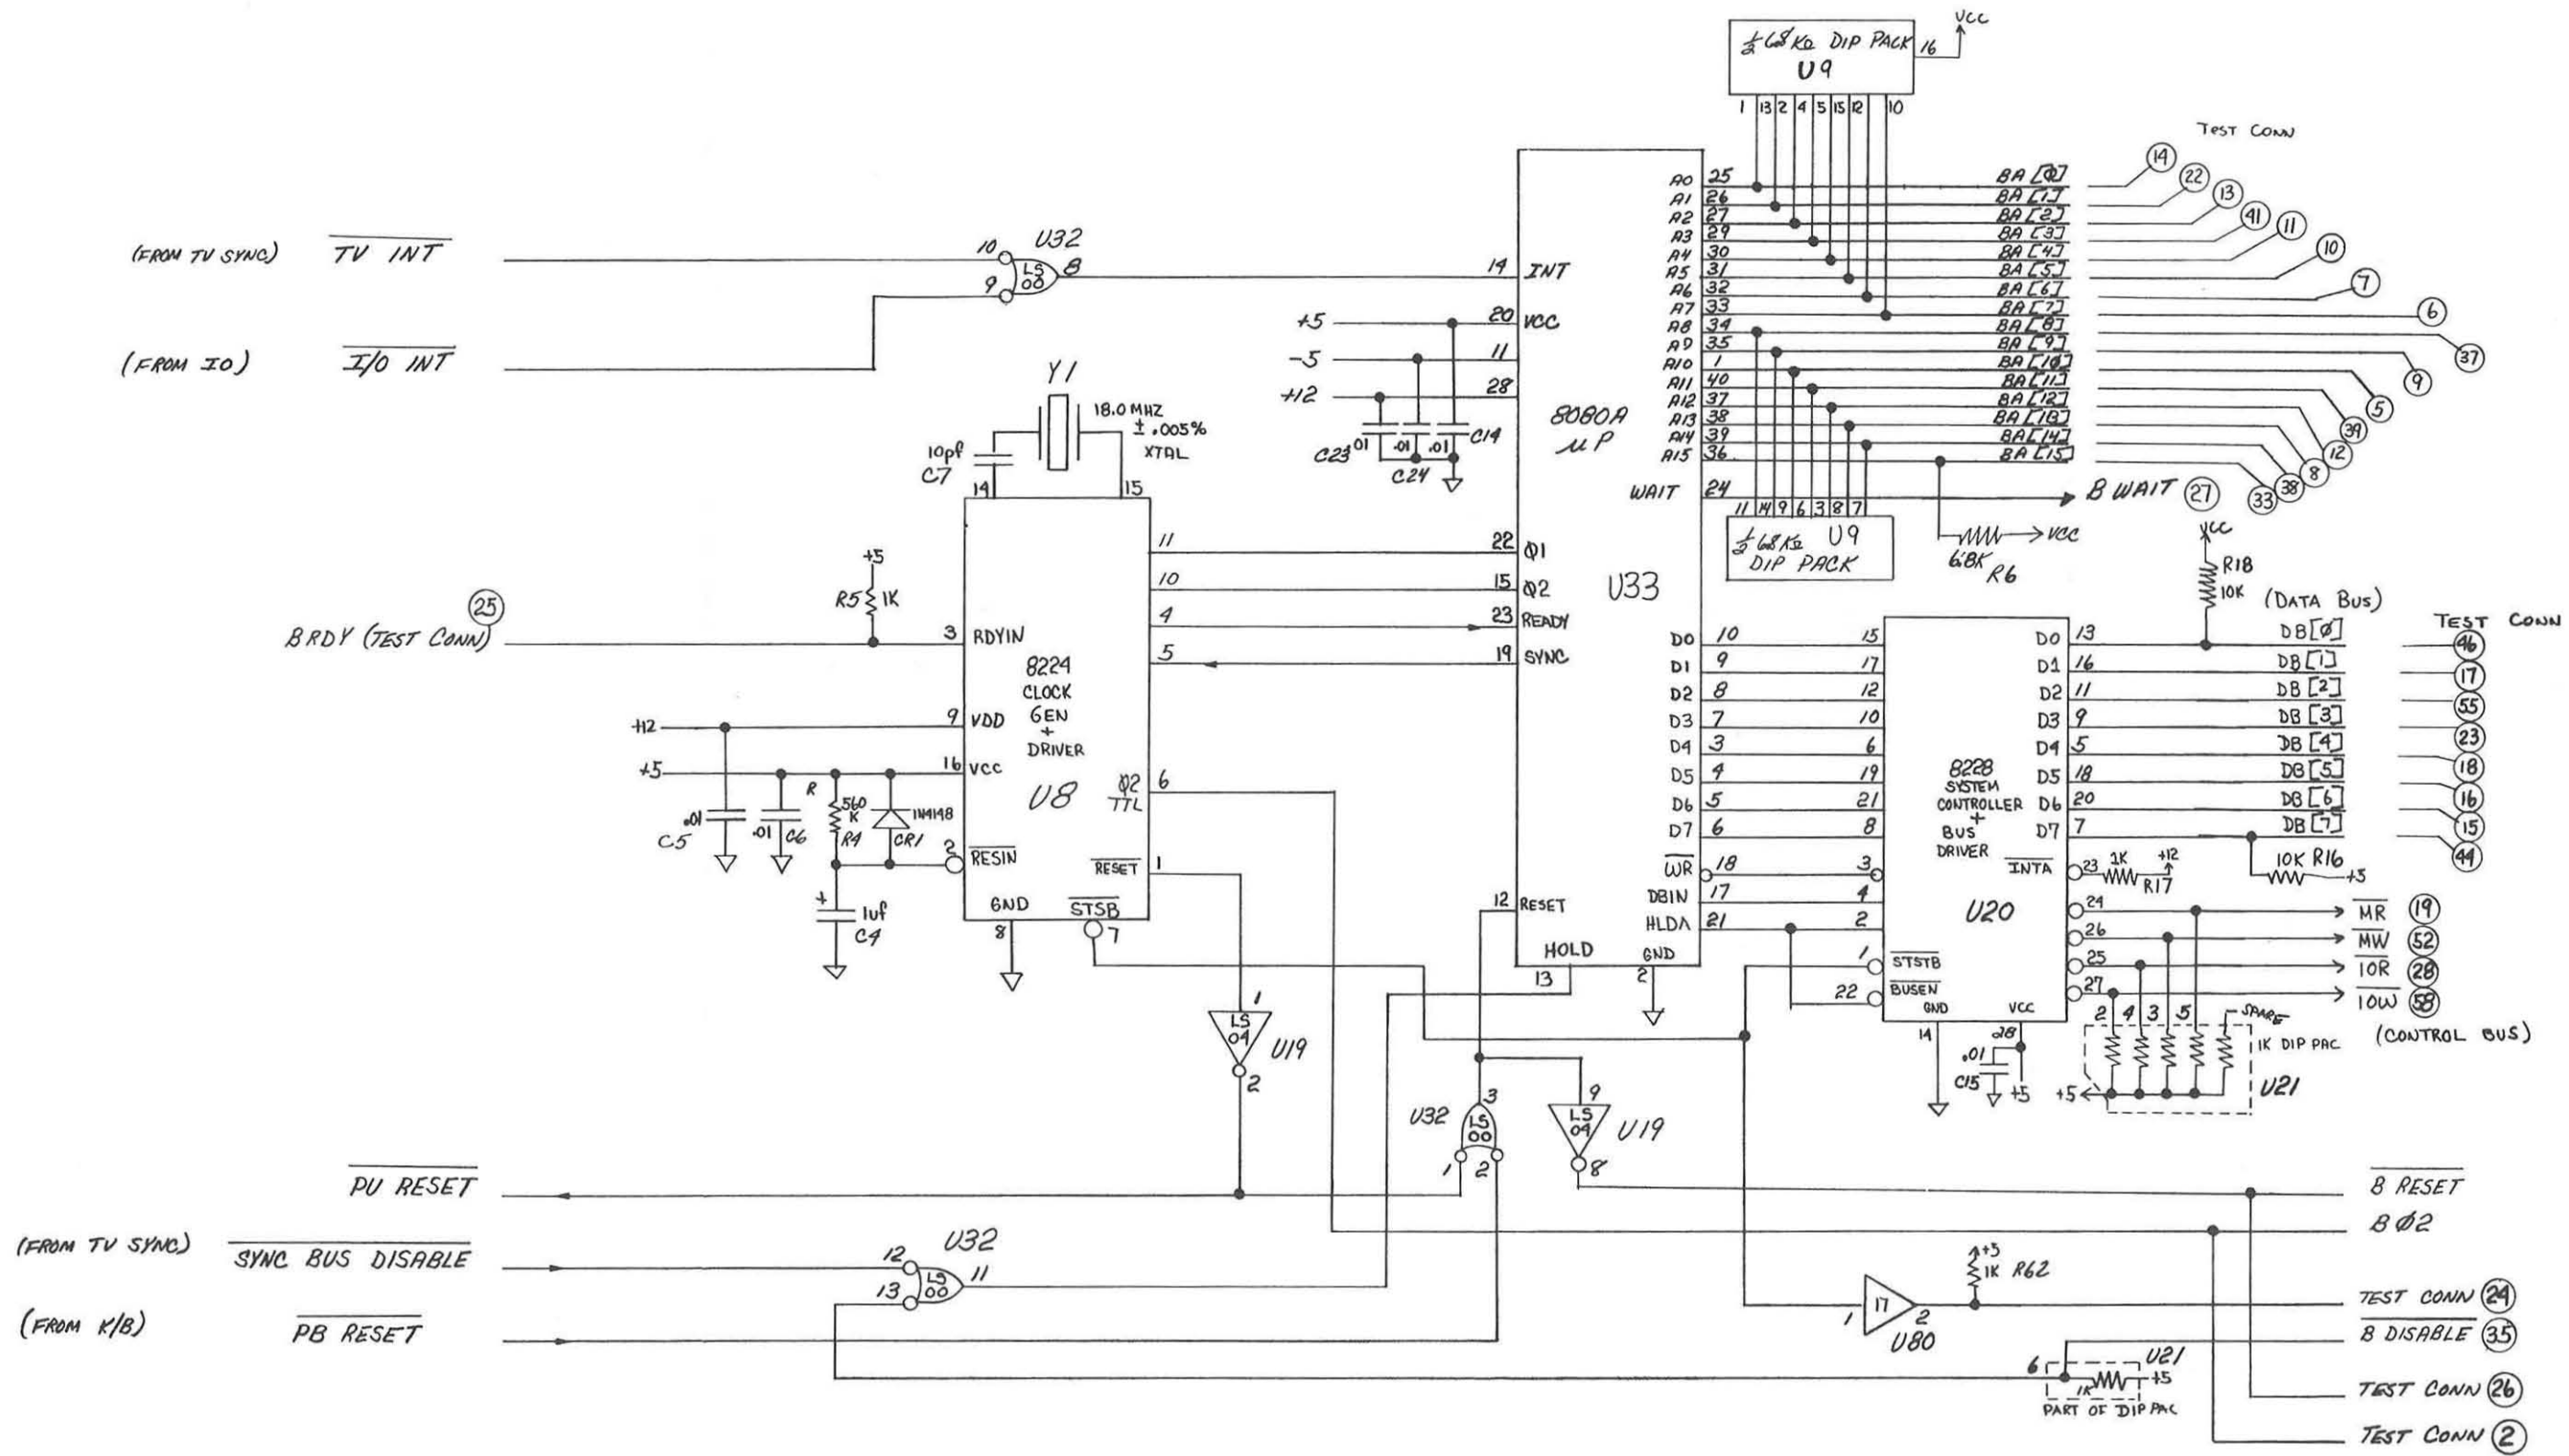 VCC
½ 6.8 KΩ DIP PACK 16
U9
1 13 2 4 5 15 12 10
TEST CONN
A0 25 BA [0] 14
A1 26 BA [1] 22
A2 27 BA [2] 13
A3 29 BA [3] 41
A4 30 BA [4] 11
A5 31 BA [5] 10
A6 32 BA [6] 7
A7 33 BA [7] 6
A8 34 BA [8] 37
A9 35 BA [9] 9
A10 1 BA [10] 5
A11 40 BA [11] 39
A12 37 BA [12] 12
A13 38 BA [13] 8
A14 39 BA [14] 38
A15 36 BA [15] 33
WAIT 24 B WAIT 27
11 14 9 6 3 8 7
½ 6.8 KΩ U9
DIP PACK
6.8K R6 VCC
(FROM TV SYNC) TV INT 10 U32
LS 00 8
9
14 INT
(FROM IO) I/O INT
+5 20 VCC
-5 11
+12 28
C23 .01 .01 .01 C14
C24
8080A
µP
U33
Y1
18.0 MHZ
± .005%
XTAL
10pf
C7
14 15
11 22 Φ1
10 15 Φ2
4 23 READY
5 19 SYNC
+5
R5 1K
25
BRDY (TEST CONN) 3 RDYIN
8224
CLOCK
GEN
+
DRIVER
U8
+12 9 VDD
+5 16 VCC
Φ2 6
TTL
R
560
K
R4
1N4148
CR1
.01
C5
.01 C6
2 RESIN
RESET 1
+ 1uf
C4
GND
8
STSB
7
VCC
R18
10K
(DATA BUS)
TEST CONN
D0 10 15 D0 13 DB[0] 46
D1 9 17 D1 16 DB[1] 17
D2 8 12 D2 11 DB[2] 55
D3 7 10 D3 9 DB[3] 23
D4 3 6 D4 5 DB[4] 18
D5 4 19 D5 18 DB[5] 16
D6 5 21 D6 20 DB[6] 15
D7 6 8 D7 7 DB[7] 44
8228
SYSTEM
CONTROLLER
+
BUS
DRIVER
U20
10K R16 +5
INTA 23 1K +12
R17
WR 18 3
DBIN 17 4
HLDA 21 2
12 RESET
HOLD
13
GND
2
1 STSTB
22 BUSEN
GND
14
VCC
28
.01
C15
+5
24 MR 19
26 MW 52
25 IOR 28
27 IOW 58
(CONTROL BUS)
2 4 3 5 SPARE
1K DIP PAC
U21
+5
1
LS
04 U19
2
3
U32 LS
00
1 2
9
LS
04 U19
8
PU RESET
B RESET
BΦ2
(FROM TV SYNC) SYNC BUS DISABLE 12 U32
LS
00 11
13
(FROM K/B) PB RESET
+5
1K R62
17
1 2
U80
TEST CONN 24
B DISABLE 35
6 U21
1K +5
PART OF DIP PAC
TEST CONN 26
TEST CONN 2